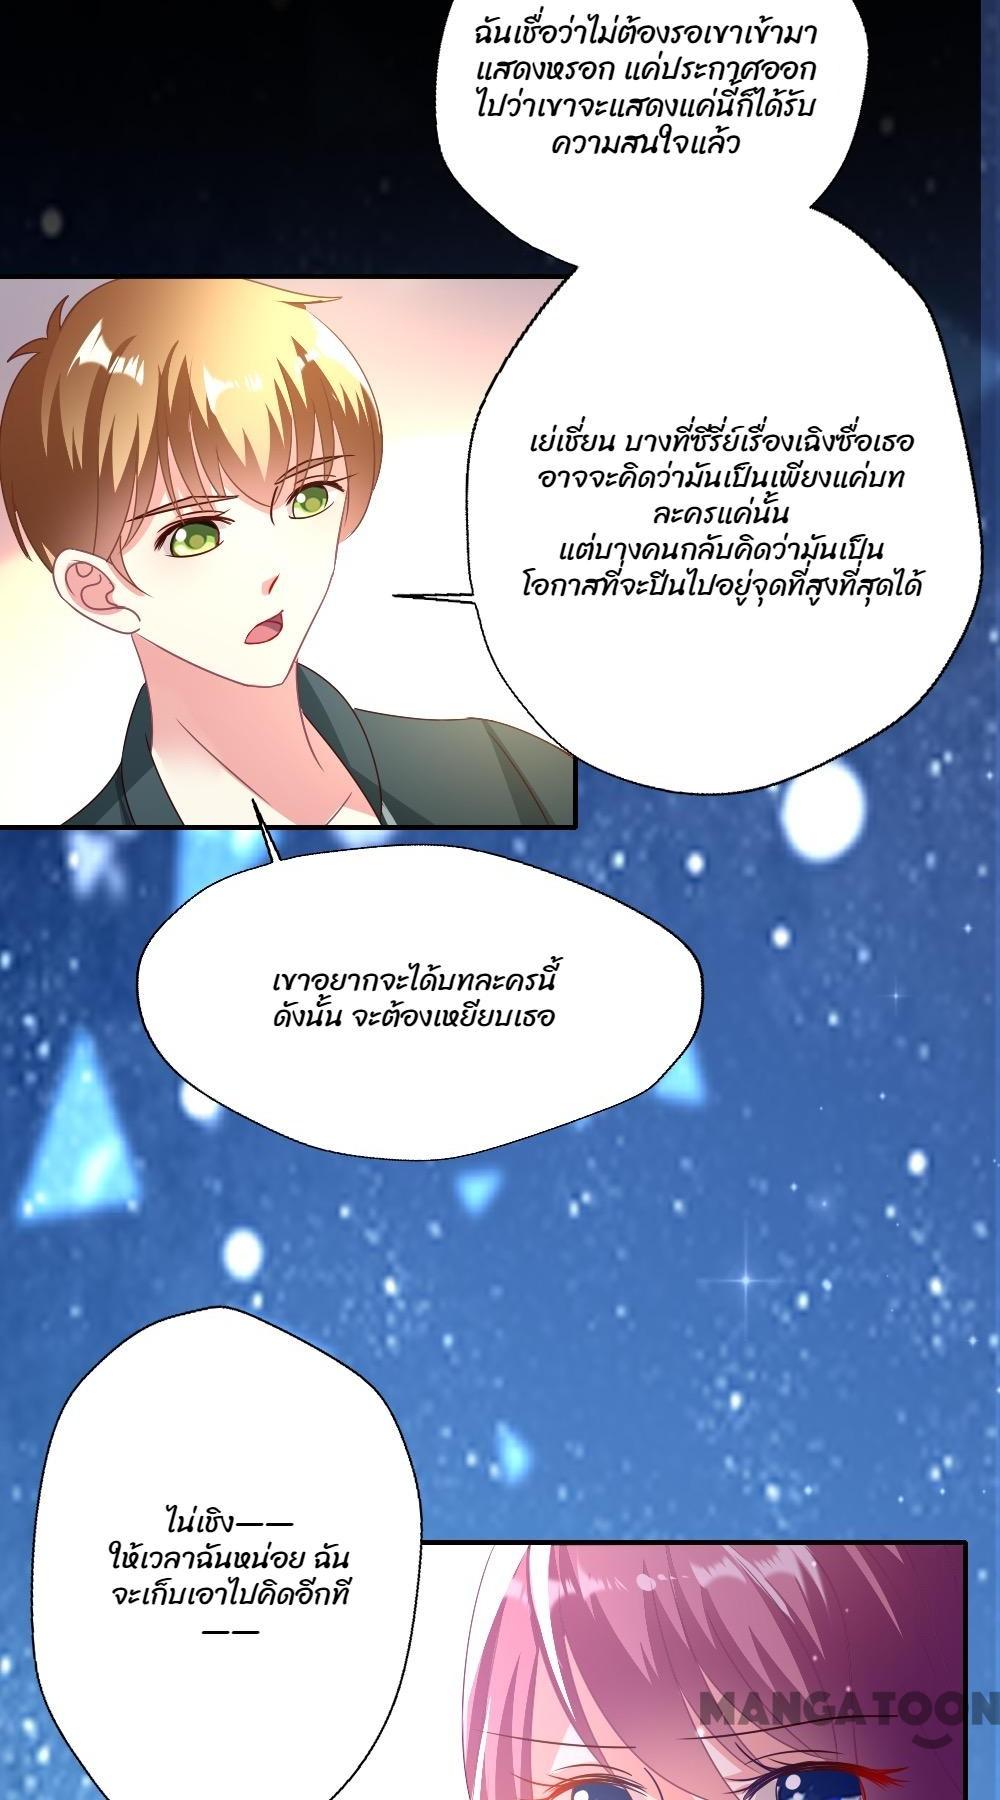 ฉันเชื่อว่าไม่ต้องรอเขาเข้ามา
แสดงหรอก แค่ประกาศออก
ไปว่าเขาจะแสดงแค่นี้ก็ได้รับ
ความสนใจแล้ว
เย่เชี่ยน บางที่ซีรี่ย์เรื่องเฉิงซื่อเธอ
อาจจะคิดว่ามันเป็นเพียงแค่บท
ละครแค่นั้น
แต่บางคนกลับคิดว่ามันเป็น
โอกาสที่จะปีนไปอยู่จุดที่สูงที่สุดได้
เขาอยากจะได้บทละครนี้
ดังนั้น จะต้องเหยียบเธอ
ไน่เชิง——
ให้เวลาฉันหน่อย ฉัน
จะเก็บเอาไปคิดอีกที
——
MANGATOON